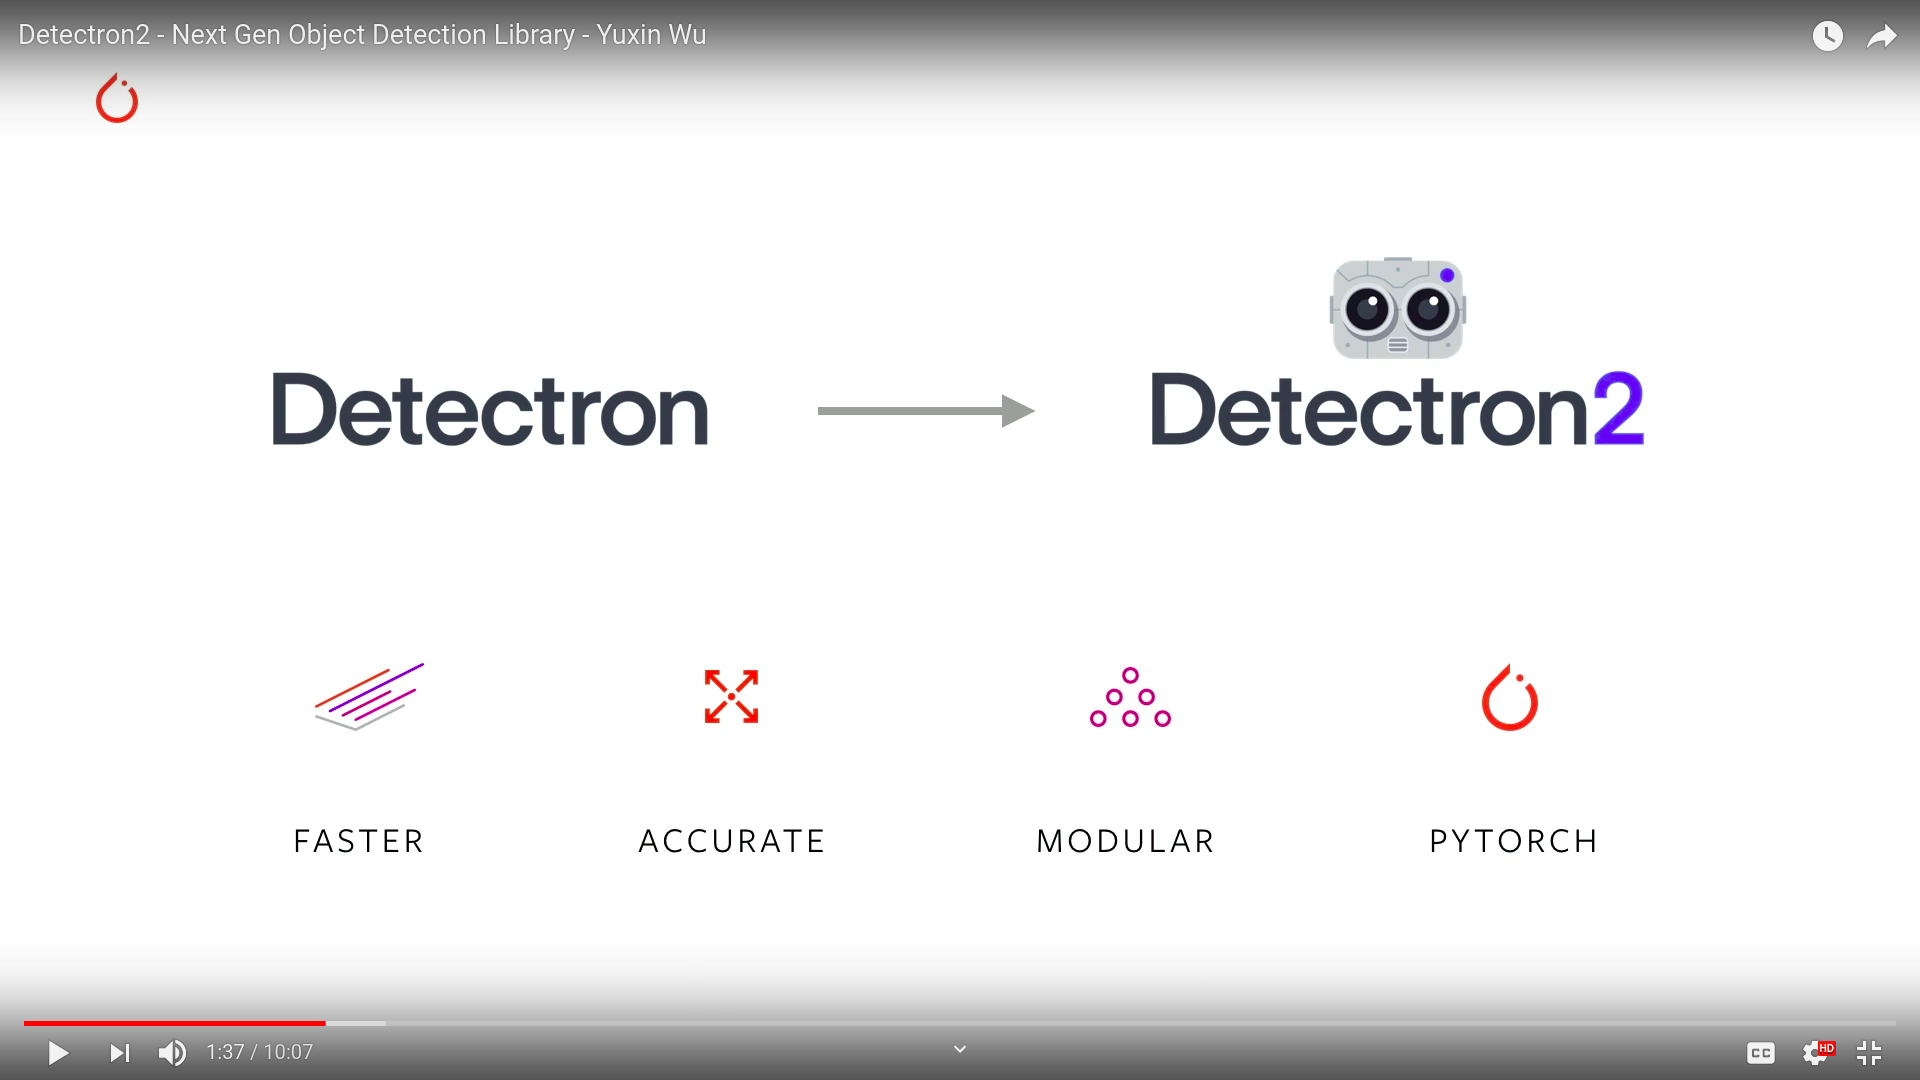 Detectron2 - Next Gen Object Detection Library - Yuxin Wu
Detectron
Detectron2
FASTER
ACCURATE
MODULAR
PYTORCH
1:37 / 10:07
CC
HD